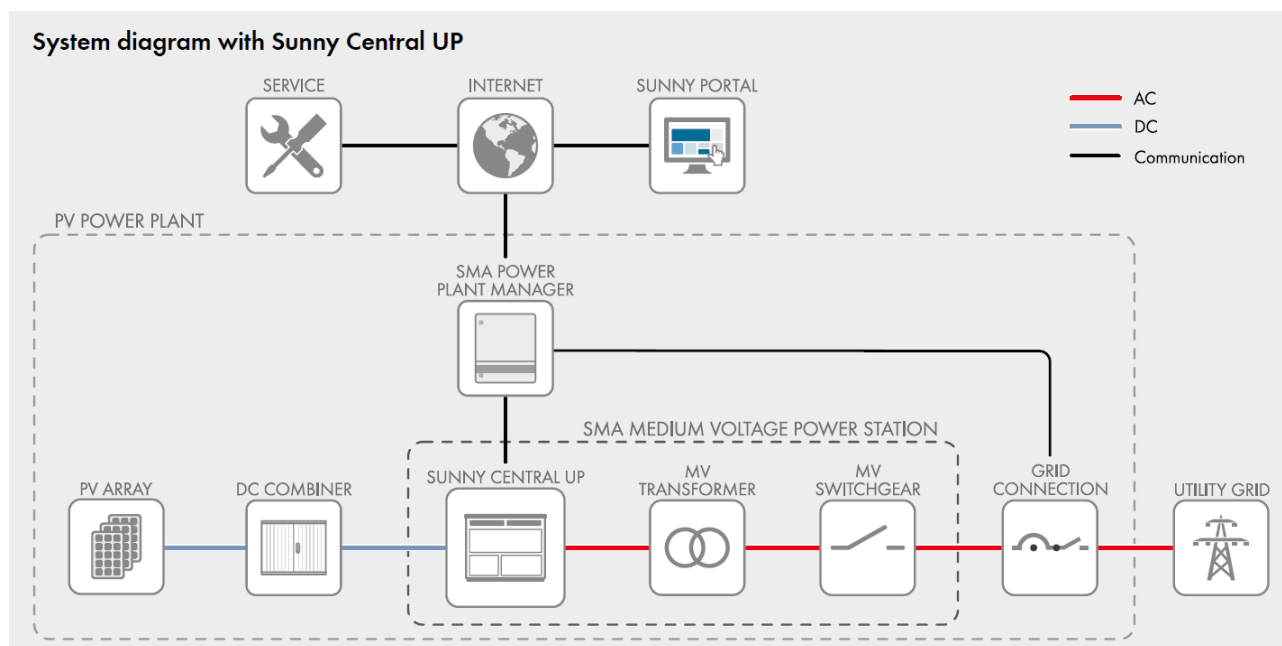 System diagram with Sunny Central UP
SERVICE
INTERNET
SUNNY PORTAL
AC
DC
Communication
PV POWER PLANT
SMA POWER
PLANT MANAGER
SMA MEDIUM VOLTAGE POWER STATION
PV ARRAY
DC COMBINER
SUNNY CENTRAL UP
MV
TRANSFORMER
MV
SWITCHGEAR
GRID
CONNECTION
UTILITY GRID